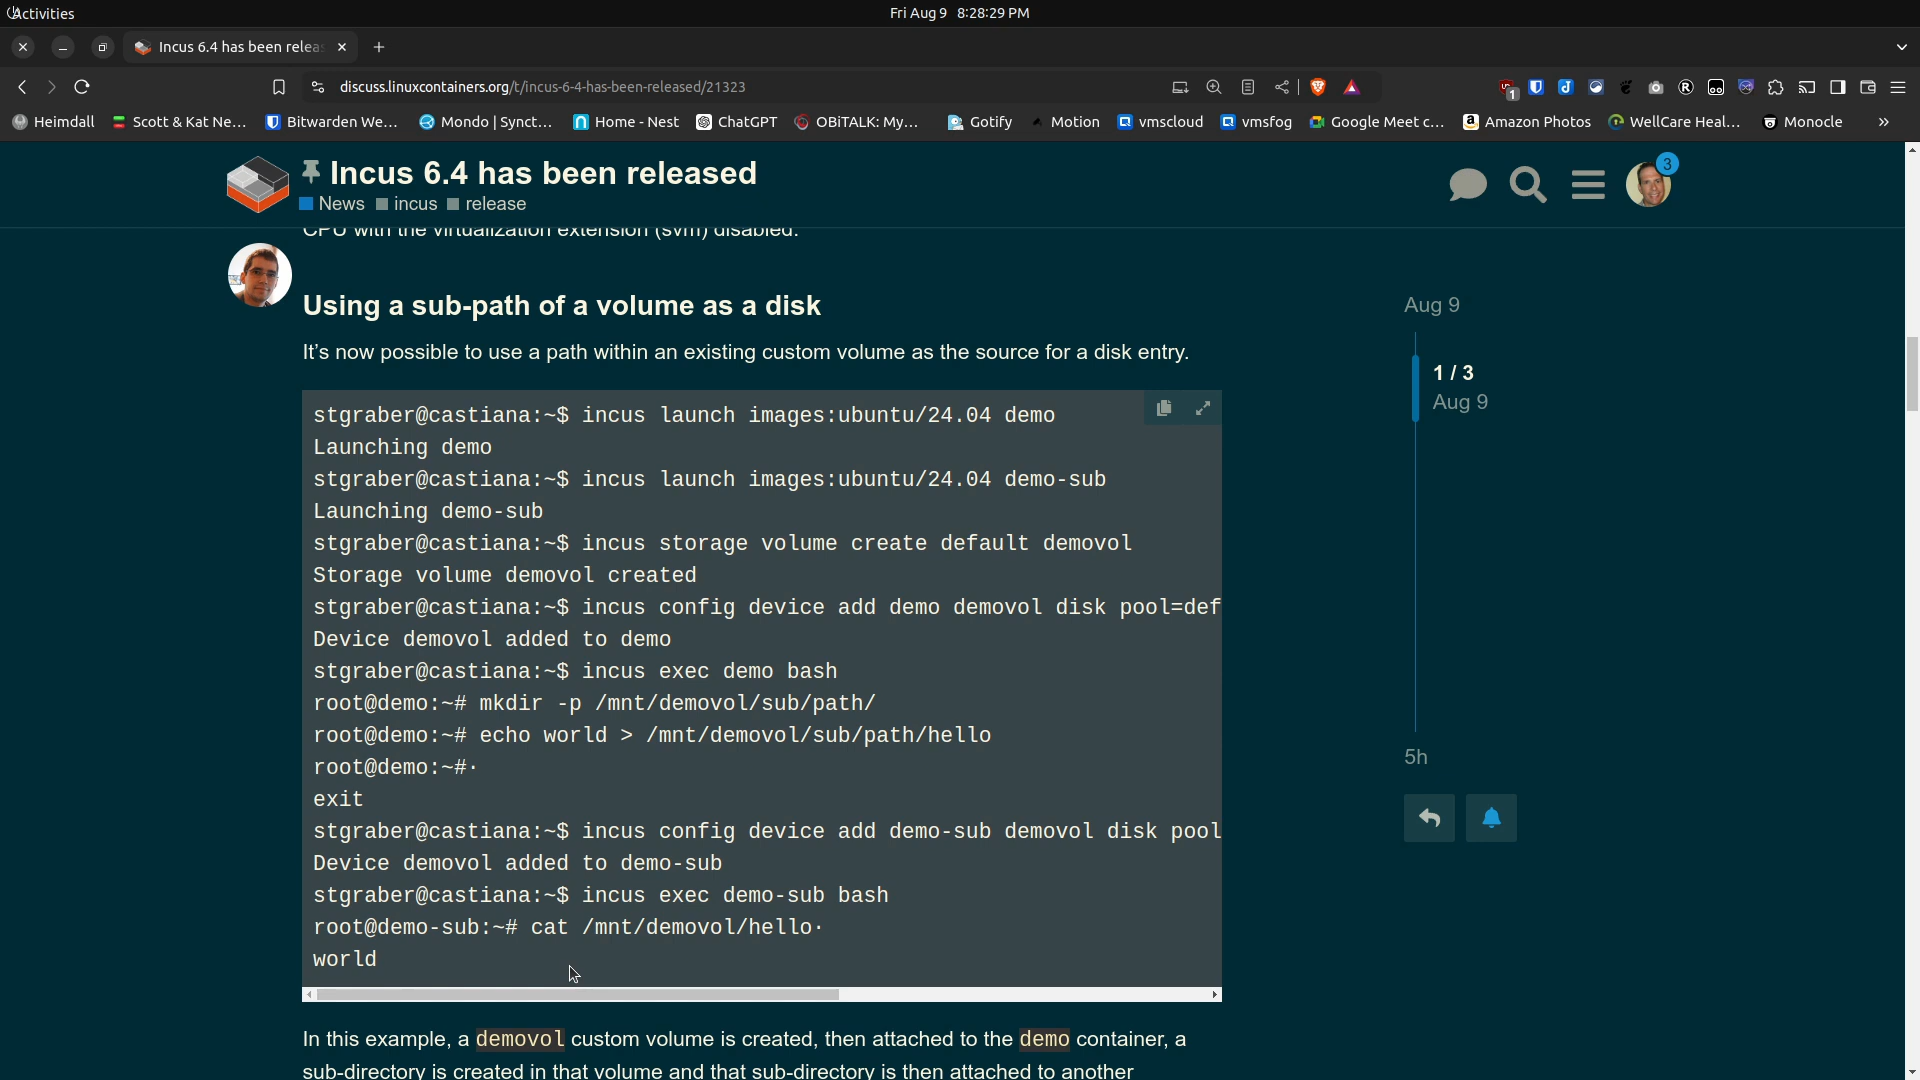 Activities
Fri Aug 9 8:28:29 PM
Incus 6.4 has been relea
discuss.linuxcontainers.org/t/incus-6-4-has-been-released/21323
1
Heimdall
Scott & Kat Ne...
Bitwarden We...
Mondo | Synct...
Home - Nest
ChatGPT
OBiTALK: My...
Gotify
Motion
vmscloud
vmsfog
Google Meet c...
Amazon Photos
WellCare Heal...
Monocle
Incus 6.4 has been released
3
News incus release
CPU with the virtualization extension (svm) disabled.
Using a sub-path of a volume as a disk
It's now possible to use a path within an existing custom volume as the source for a disk entry.
stgraber@castiana:~$ incus launch images:ubuntu/24.04 demo
Launching demo
stgraber@castiana:~$ incus launch images:ubuntu/24.04 demo-sub
Launching demo-sub
stgraber@castiana:~$ incus storage volume create default demovol
Storage volume demovol created
stgraber@castiana:~$ incus config device add demo demovol disk pool=def
Device demovol added to demo
stgraber@castiana:~$ incus exec demo bash
root@demo:~# mkdir -p /mnt/demovol/sub/path/
root@demo:~# echo world > /mnt/demovol/sub/path/hello
root@demo:~#·
exit
stgraber@castiana:~$ incus config device add demo-sub demovol disk pool
Device demovol added to demo-sub
stgraber@castiana:~$ incus exec demo-sub bash
root@demo-sub:~# cat /mnt/demovol/hello·
world
In this example, a demovol custom volume is created, then attached to the demo container, a
sub-directory is created in that volume and that sub-directory is then attached to another
Aug 9
1 / 3
Aug 9
5h